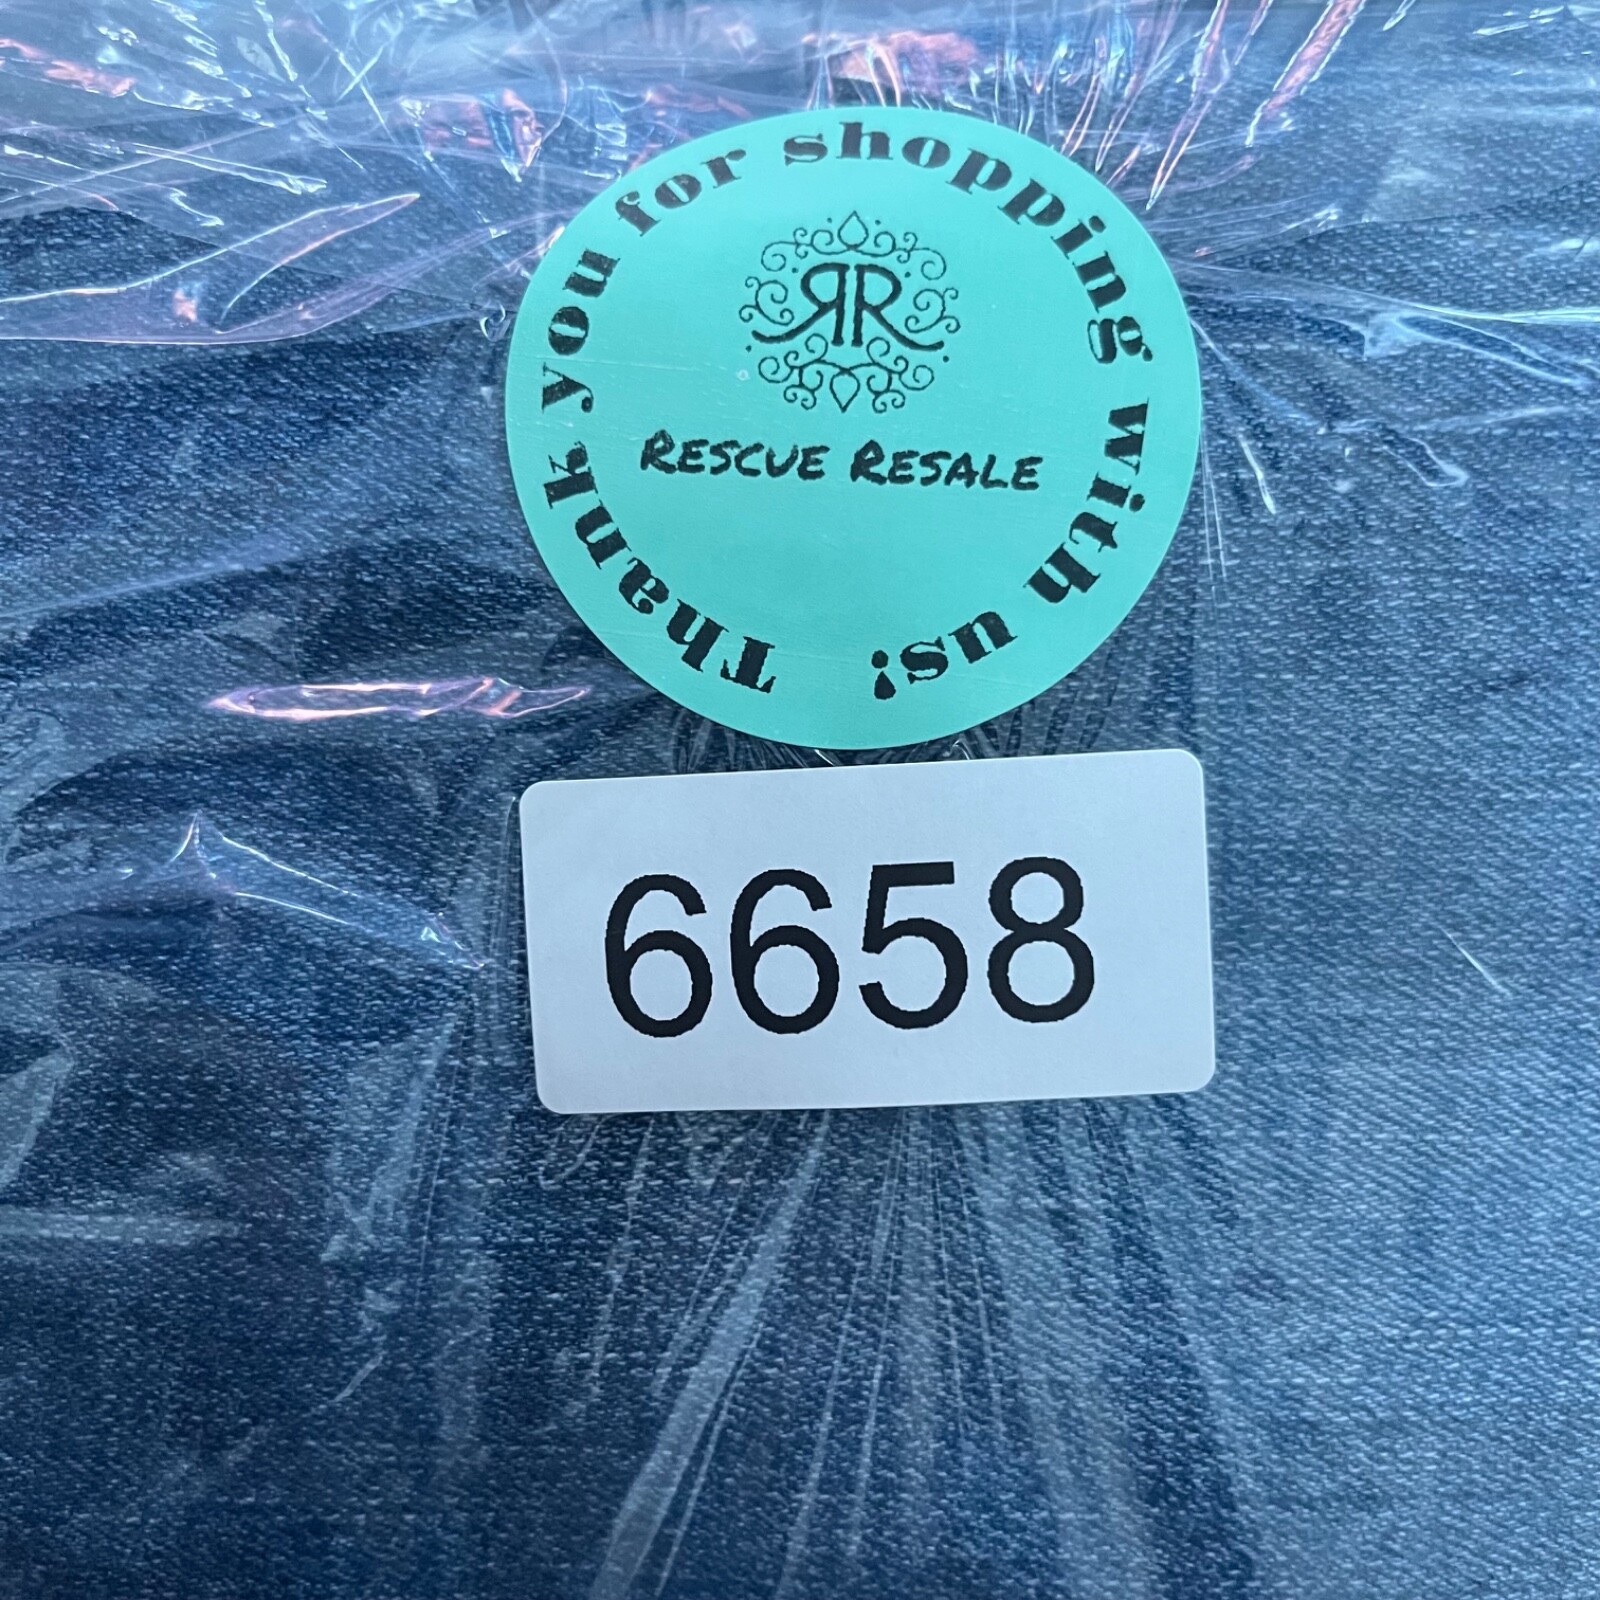 Thank you for shopping with us!
RR
RESCUE RESALE
6658